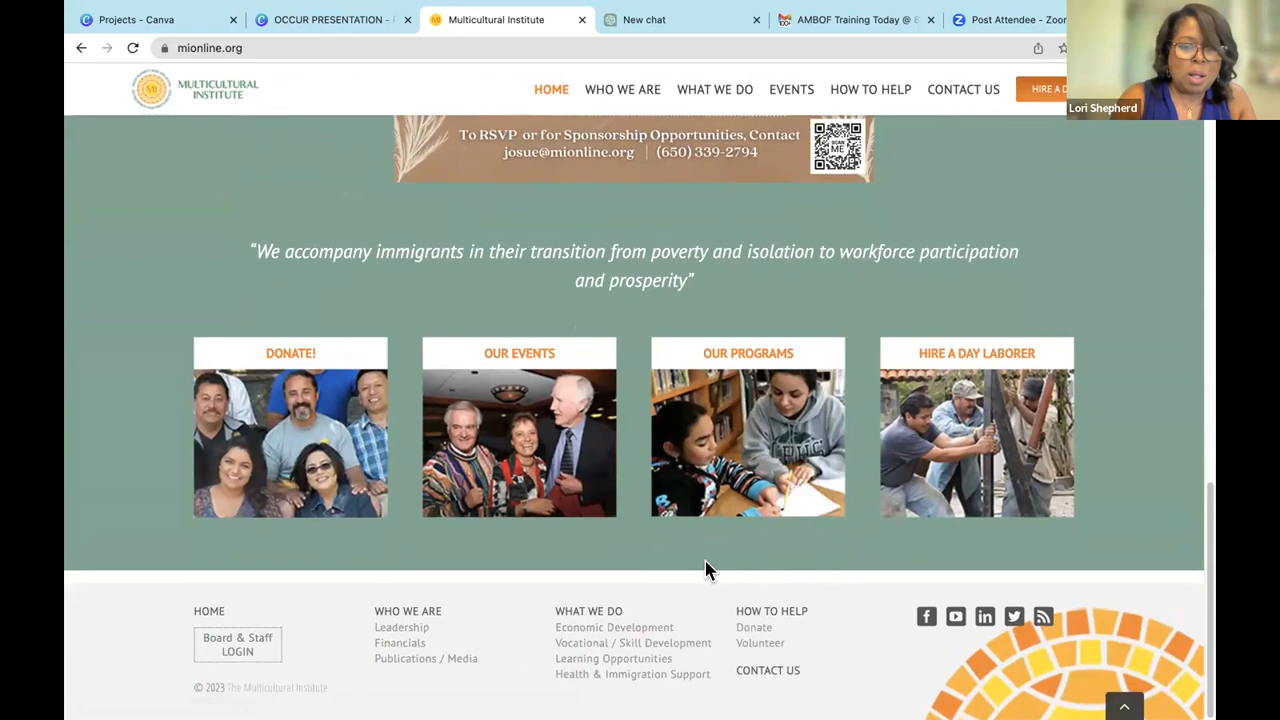 Projects - Canva
OCCUR PRESENTATION -
Multicultural Institute
New chat
AMBOF Training Today @
Post Attendee - Zoo
mionline.org
MULTICULTURAL
INSTITUTE
HOME WHO WE ARE WHAT WE DO EVENTS HOW TO HELP CONTACT US HIRE A D
Lori Shepherd
To RSVP or for Sponsorship Opportunities, Contact
josue@mionline.org | (650) 339-2794
SCAN
ME
“We accompany immigrants in their transition from poverty and isolation to workforce participation
and prosperity”
DONATE!
OUR EVENTS
OUR PROGRAMS
HIRE A DAY LABORER
HOME
Board & Staff
LOGIN
© 2023 The Multicultural Institute
WHO WE ARE
Leadership
Financials
Publications / Media
WHAT WE DO
Economic Development
Vocational / Skill Development
Learning Opportunities
Health & Immigration Support
HOW TO HELP
Donate
Volunteer
CONTACT US